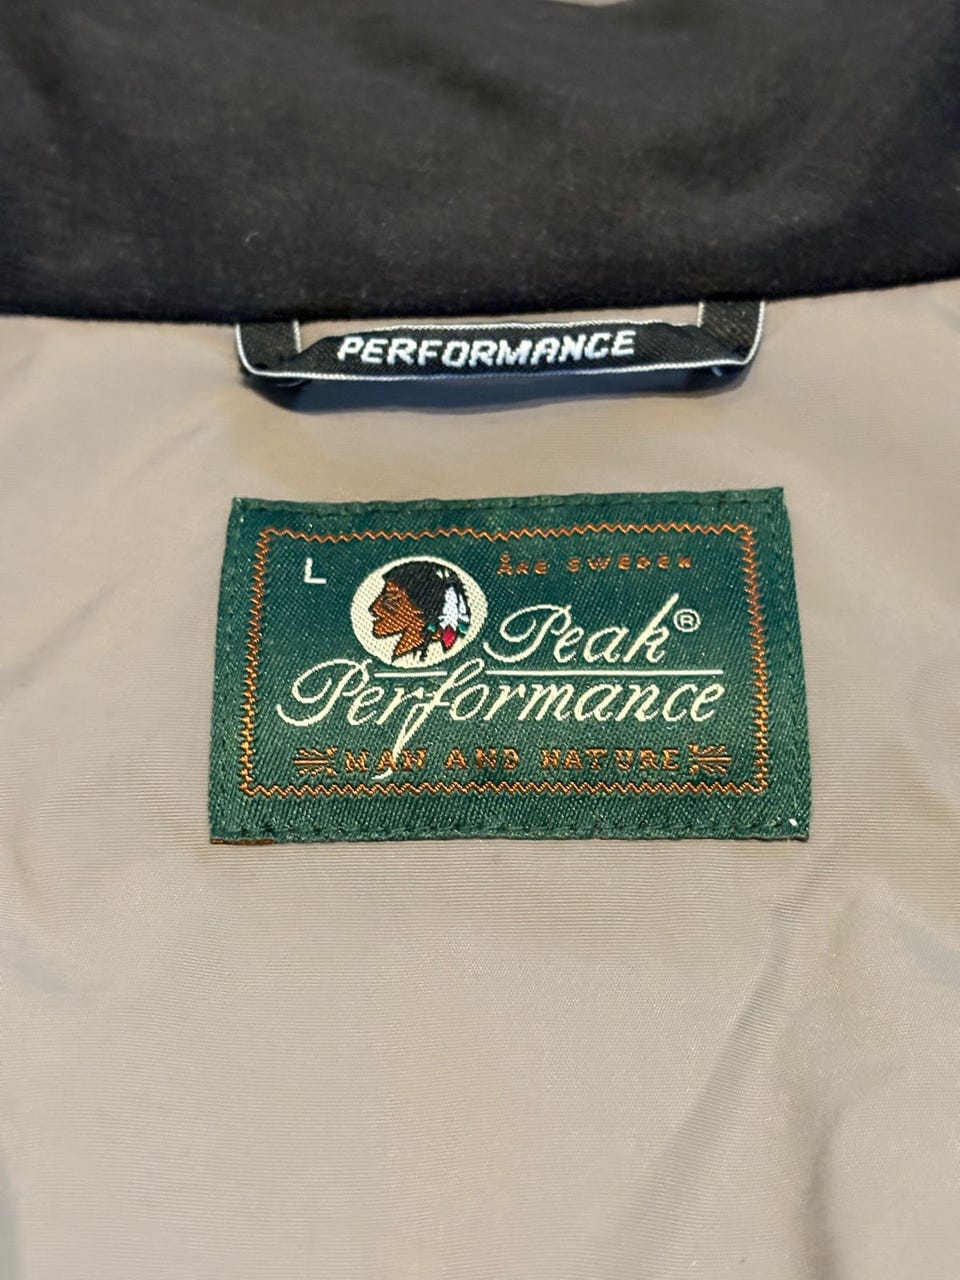 PERFORMANCE
L
ÅRE SWEDEN
Peak®
Performance
MAN AND NATURE